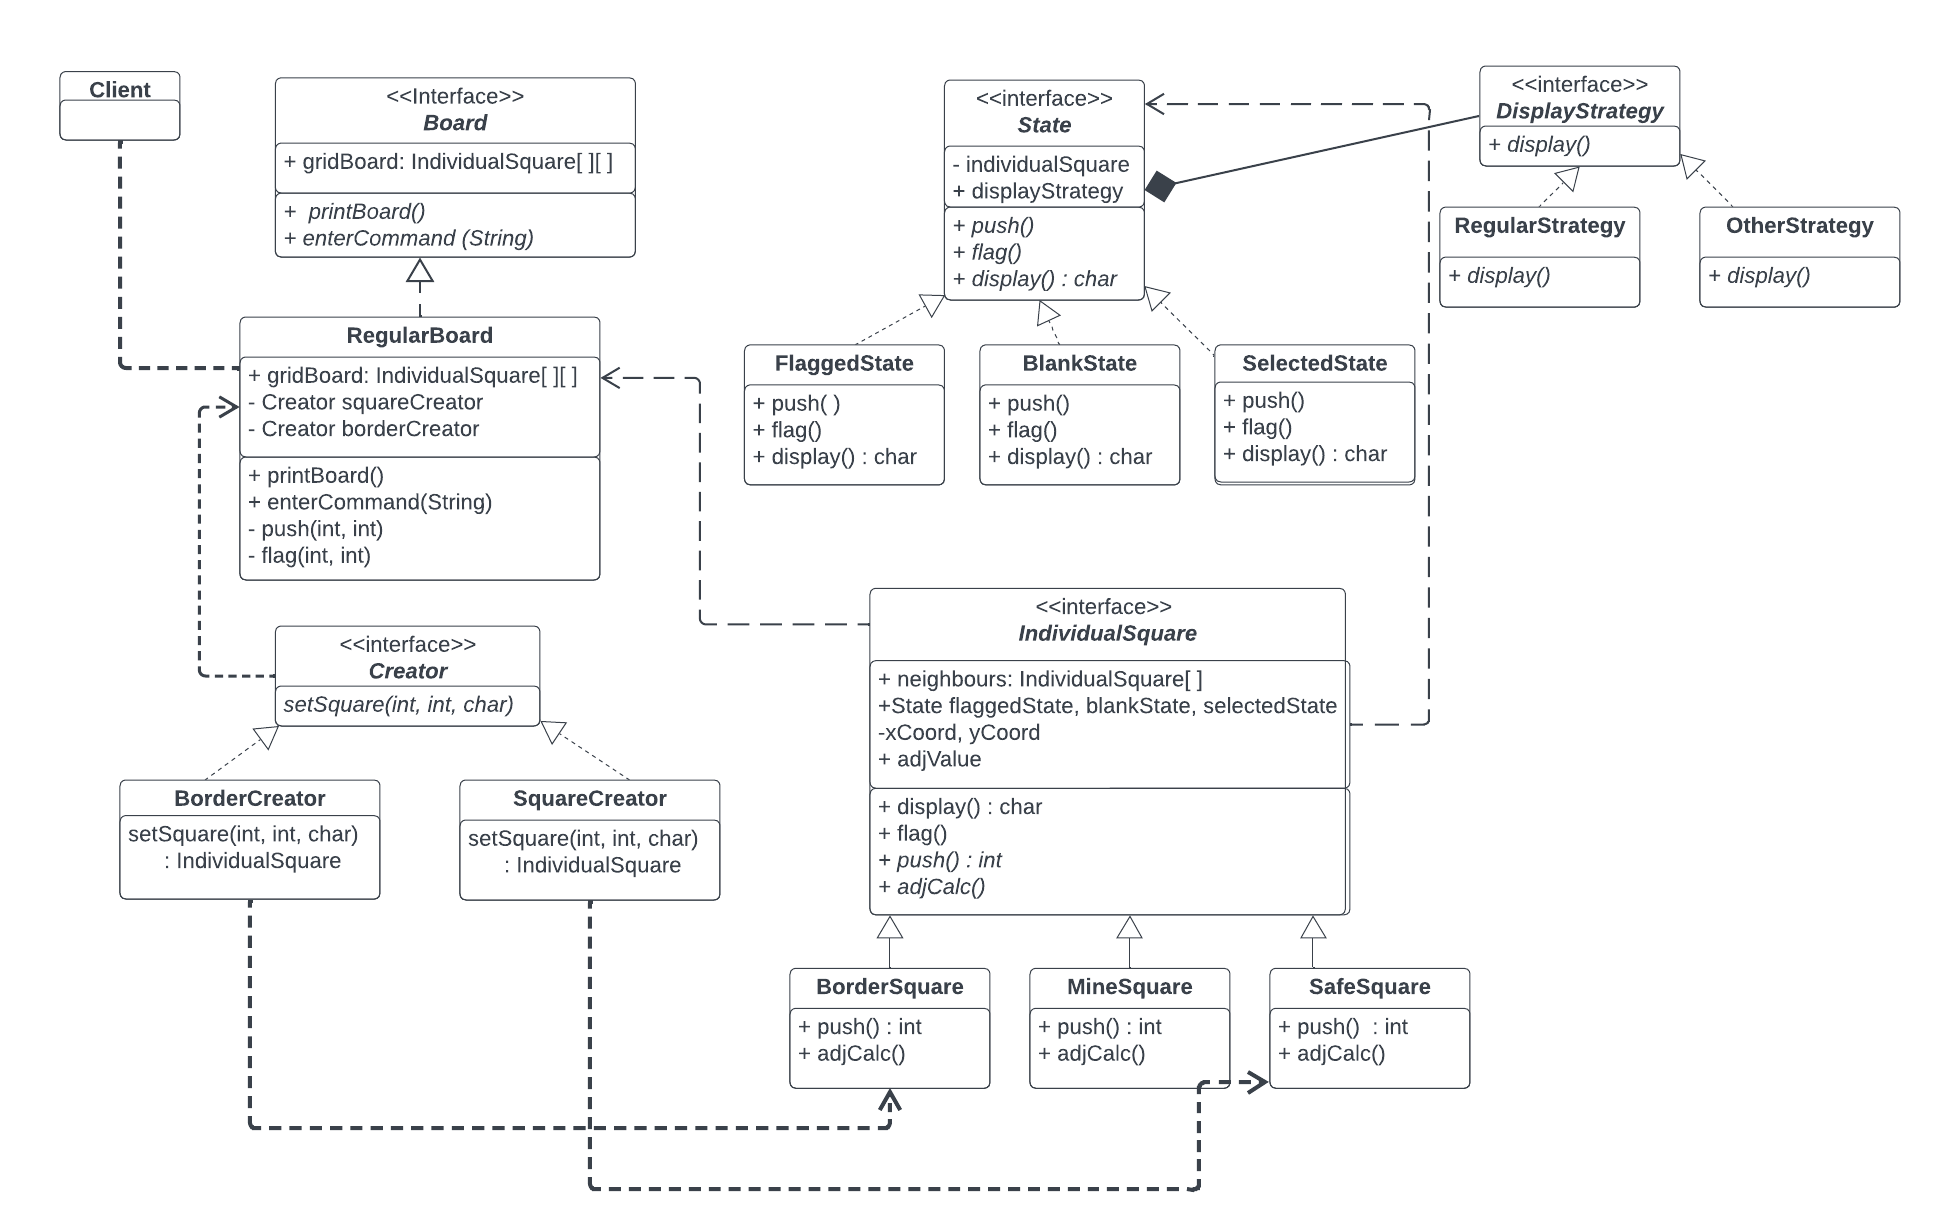 Client
<<Interface>>
Board
+ gridBoard: IndividualSquare[ ][ ]
+ printBoard()
+ enterCommand (String)
RegularBoard
+ gridBoard: IndividualSquare[ ][ ]
- Creator squareCreator
- Creator borderCreator
+ printBoard()
+ enterCommand(String)
- push(int, int)
- flag(int, int)
<<interface>>
Creator
setSquare(int, int, char)
BorderCreator
setSquare(int, int, char)
: IndividualSquare
SquareCreator
setSquare(int, int, char)
: IndividualSquare
<<interface>>
State
- individualSquare
+ displayStrategy
+ push()
+ flag()
+ display() : char
FlaggedState
+ push( )
+ flag()
+ display() : char
BlankState
+ push()
+ flag()
+ display() : char
SelectedState
+ push()
+ flag()
+ display() : char
<<interface>>
DisplayStrategy
+ display()
RegularStrategy
+ display()
OtherStrategy
+ display()
<<interface>>
IndividualSquare
+ neighbours: IndividualSquare[ ]
+State flaggedState, blankState, selectedState
-xCoord, yCoord
+ adjValue
+ display() : char
+ flag()
+ push() : int
+ adjCalc()
BorderSquare
+ push() : int
+ adjCalc()
MineSquare
+ push() : int
+ adjCalc()
SafeSquare
+ push()  : int
+ adjCalc()